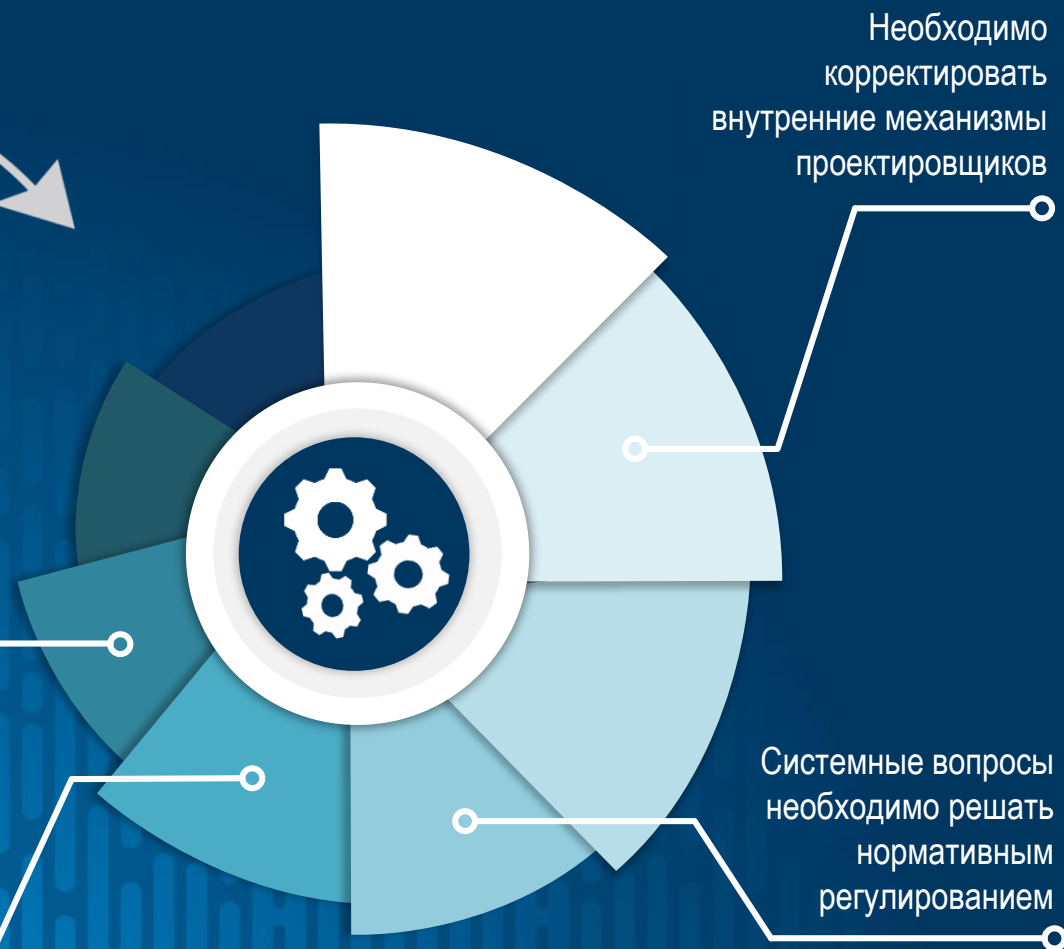 Необходимо
корректировать
внутренние механизмы
проектировщиков
Системные вопросы
необходимо решать
нормативным
регулированием